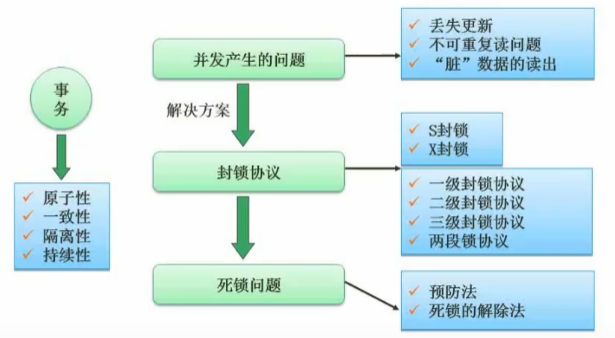 事
务
原子性
一致性
隔离性
持续性
并发产生的问题
丢失更新
不可重复读问题
“脏”数据的读出
解决方案
封锁协议
S封锁
X封锁
一级封锁协议
二级封锁协议
三级封锁协议
两段锁协议
死锁问题
预防法
死锁的解除法